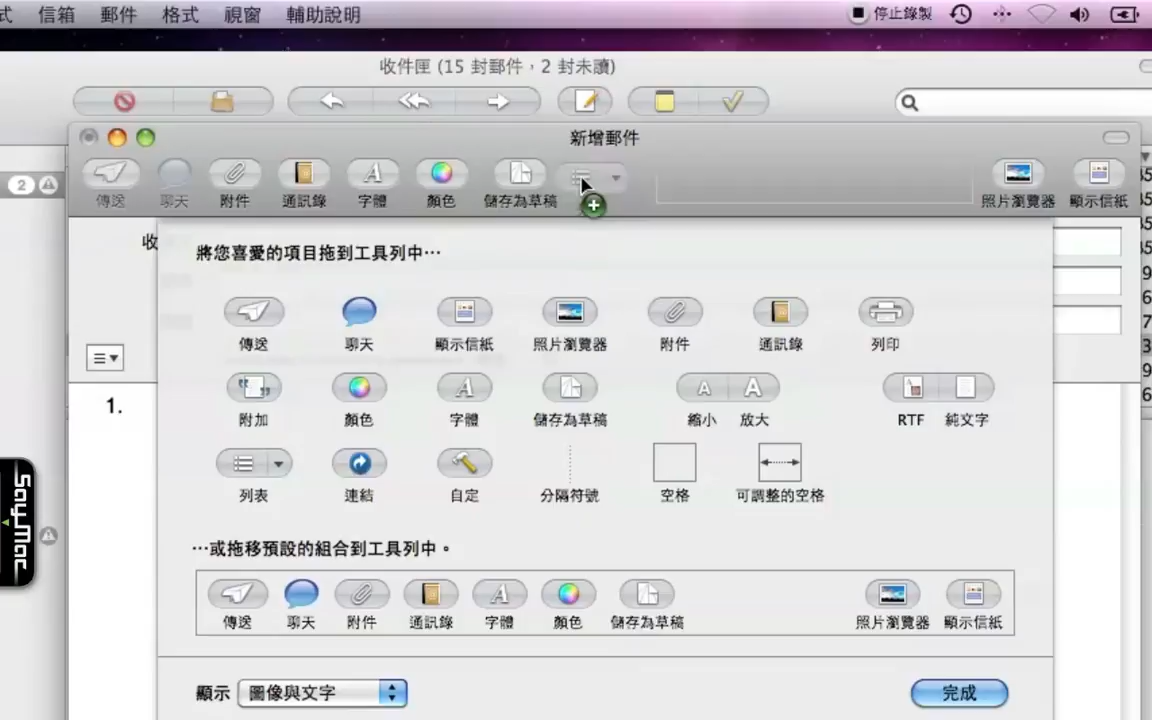 式 信箱 郵件 格式 視窗 輔助說明 停止錄製
收件匣 (15 封郵件，2 封未讀)
新增郵件
2
傳送 聊天 附件 通訊錄 字體 顏色 儲存為草稿 照片瀏覽器 顯示信紙
收
將您喜愛的項目拖到工具列中…
傳送 聊天 顯示信紙 照片瀏覽器 附件 通訊錄 列印
附加 顏色 字體 儲存為草稿 縮小 放大 RTF 純文字
列表 連結 自定 分隔符號 空格 可調整的空格
1.
…或拖移預設的組合到工具列中。
傳送 聊天 附件 通訊錄 字體 顏色 儲存為草稿 照片瀏覽器 顯示信紙
顯示 圖像與文字 完成